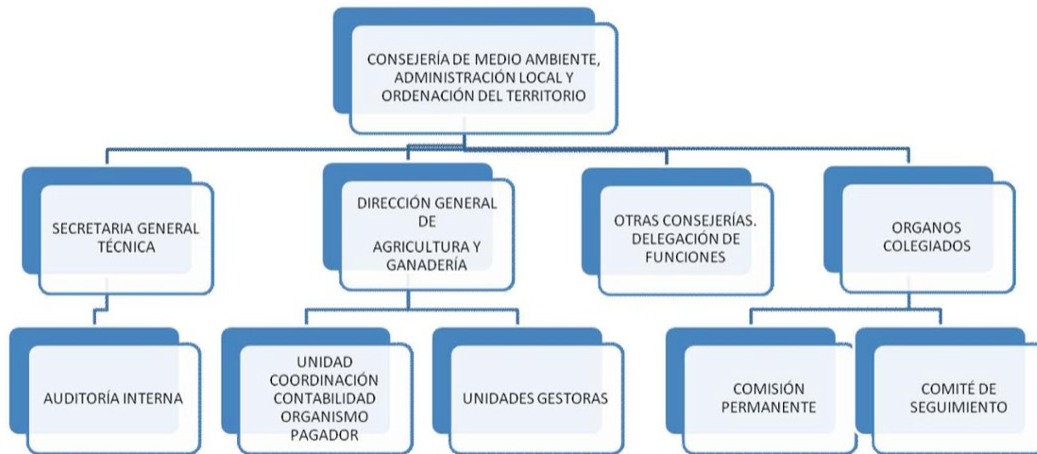 CONSEJERÍA DE MEDIO AMBIENTE,
ADMINISTRACIÓN LOCAL Y
ORDENACIÓN DEL TERRITORIO
SECRETARIA GENERAL
TÉCNICA
DIRECCIÓN GENERAL
DE
AGRICULTURA Y
GANADERÍA
OTRAS CONSEJERÍAS.
DELEGACIÓN DE
FUNCIONES
ORGANOS
COLEGIADOS
AUDITORÍA INTERNA
UNIDAD
COORDINACIÓN
CONTABILIDAD
ORGANISMO
PAGADOR
UNIDADES GESTORAS
COMISIÓN
PERMANENTE
COMITÉ DE
SEGUIMIENTO